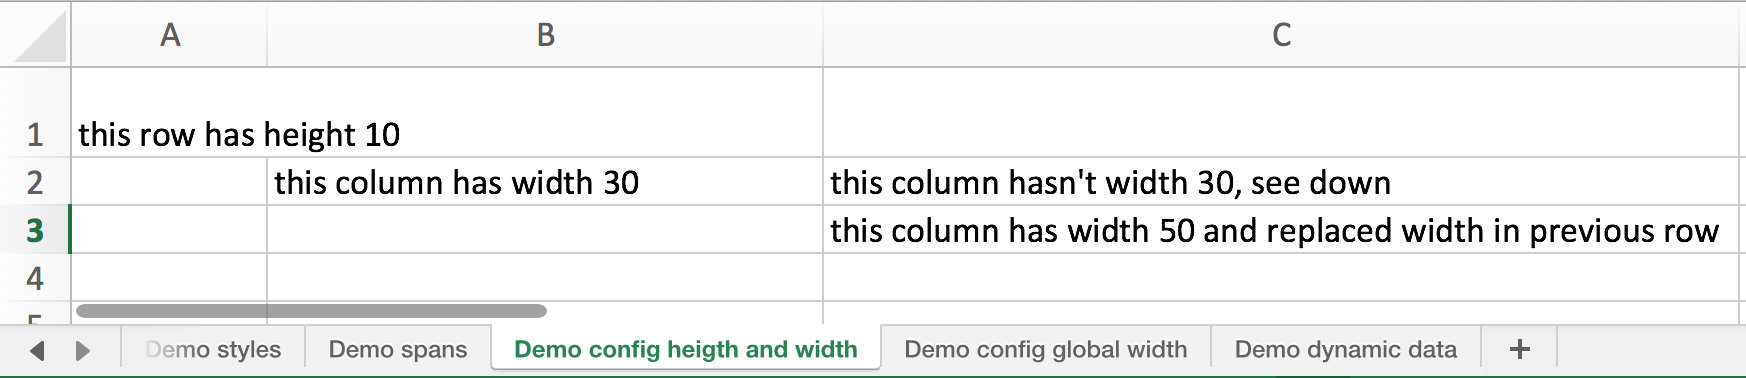 A B C
1 this row has height 10
2 this column has width 30 this column hasn't width 30, see down
3 this column has width 50 and replaced width in previous row
4
5
Demo styles Demo spans Demo config heigth and width Demo config global width Demo dynamic data +